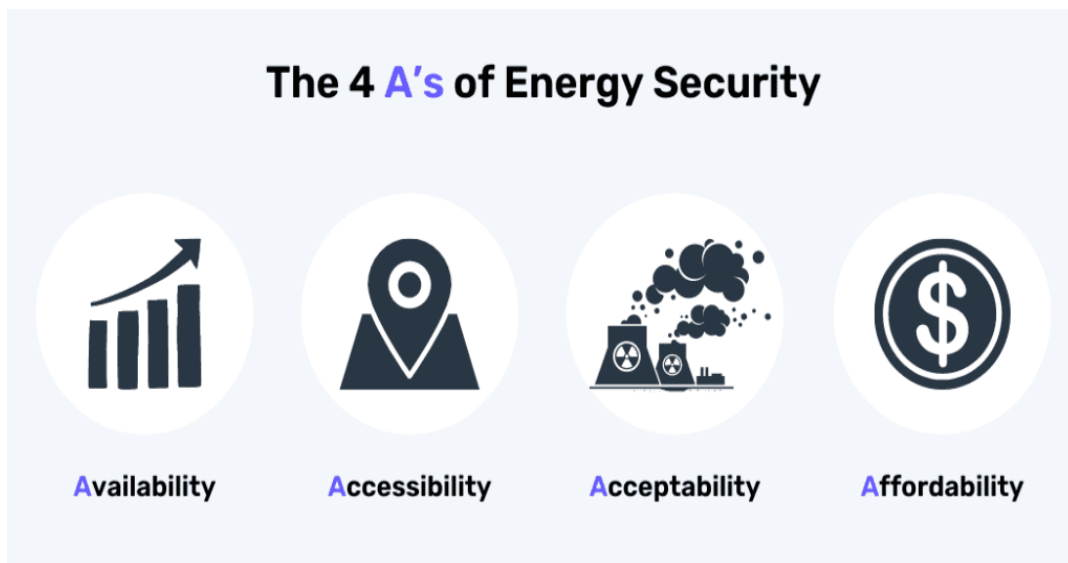 The 4 A’s of Energy Security
Availability
Accessibility
Acceptability
Affordability